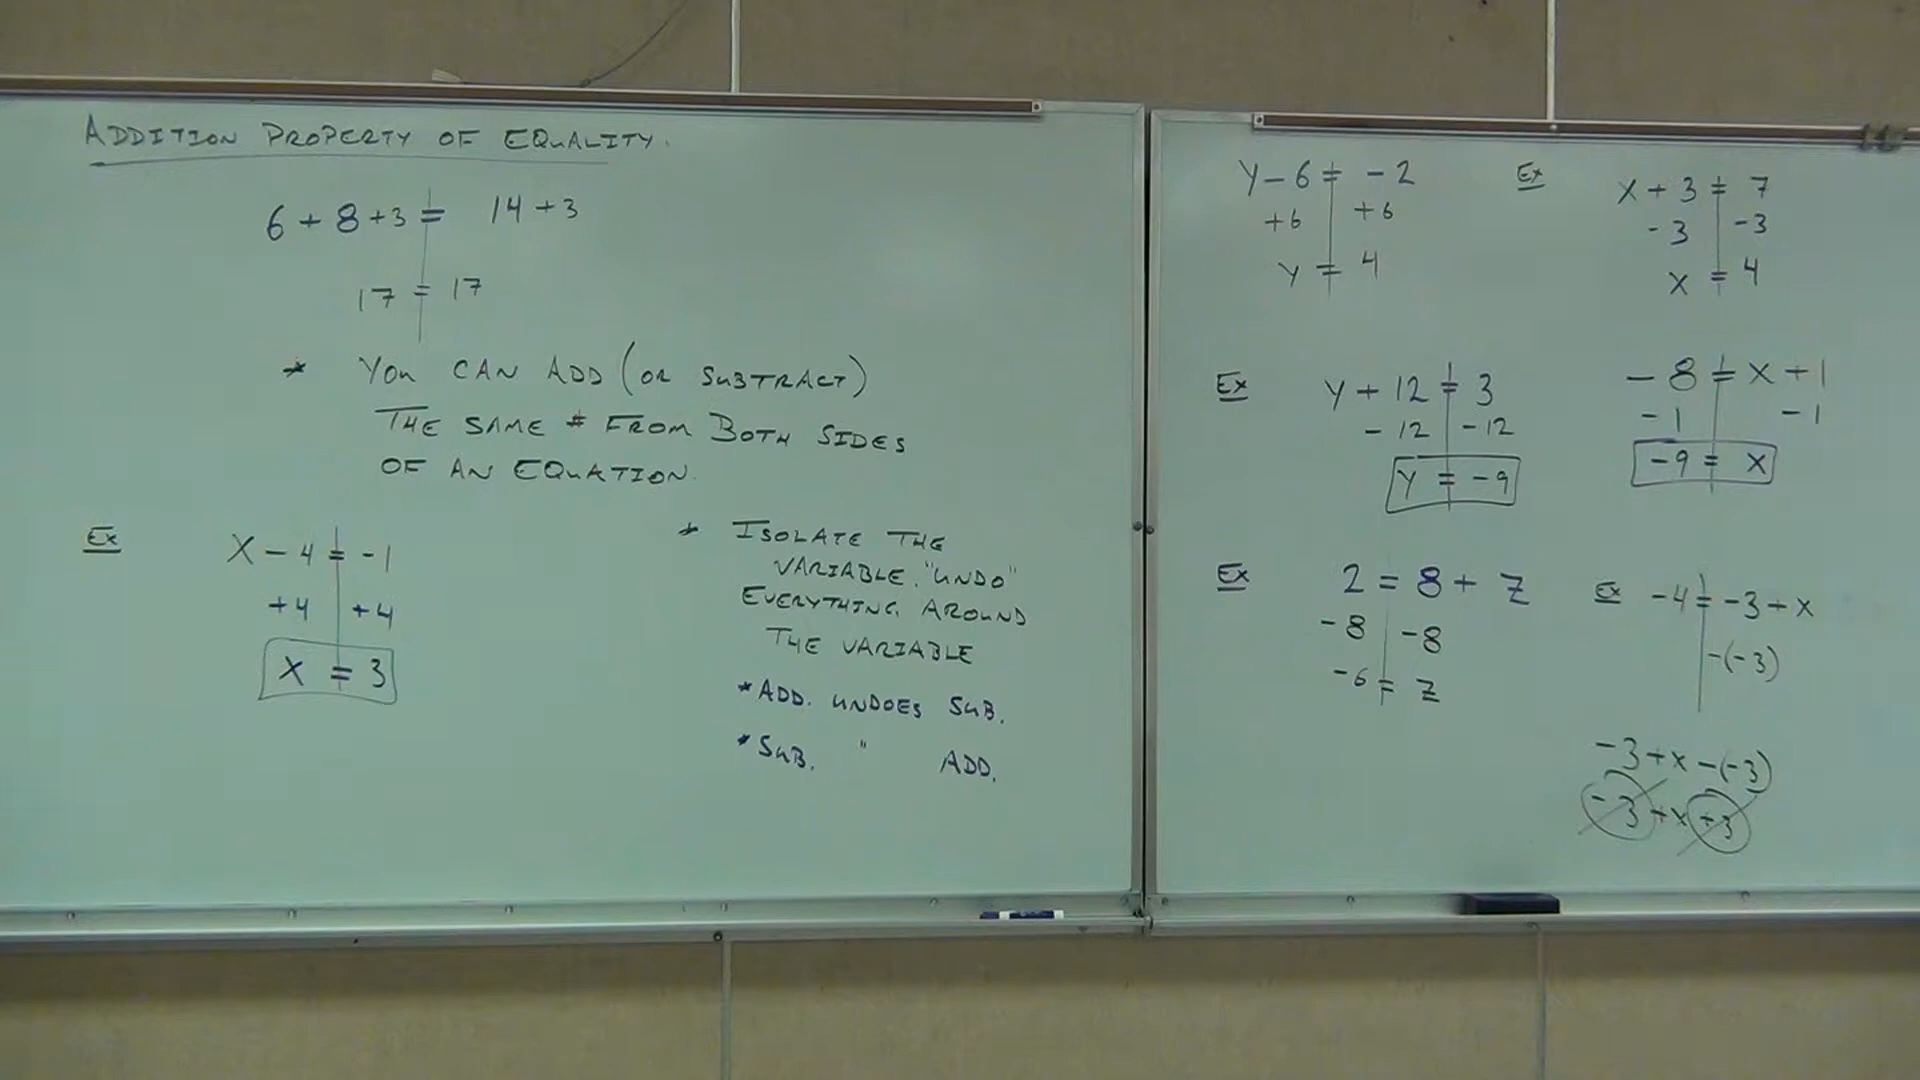 ADDITION PROPERTY OF EQUALITY.
6 + 8 + 3 = 14 + 3
17 = 17
* YOU CAN ADD (OR SUBTRACT)
THE SAME # FROM BOTH SIDES
OF AN EQUATION.
Ex X - 4 = -1
+4 +4
X = 3
* ISOLATE THE
VARIABLE. "UNDO"
EVERYTHING AROUND
THE VARIABLE
* ADD. UNDOES SUB.
* SUB. " ADD.
Y - 6 = -2
+6 +6
Y = 4
Ex X + 3 = 7
-3 -3
X = 4
Ex Y + 12 = 3
-12 -12
Y = -9
-8 = X + 1
-1 -1
-9 = X
Ex 2 = 8 + Z
-8 -8
-6 = Z
Ex -4 = -3 + X
-(-3)
-3 + X -(-3)
-3 + X +3